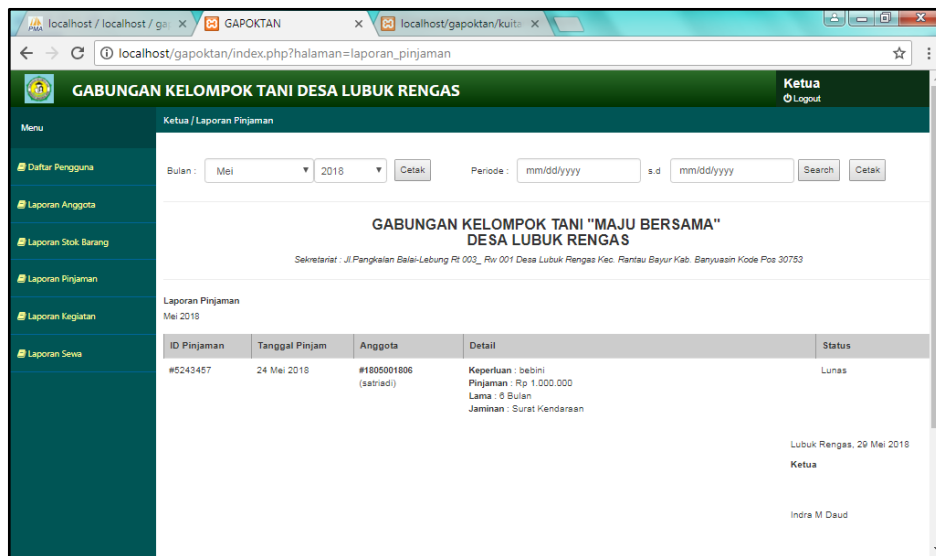 localhost / localhost / gap
GAPOKTAN
localhost/gapoktan/kuita
localhost/gapoktan/index.php?halaman=laporan_pinjaman
GABUNGAN KELOMPOK TANI DESA LUBUK RENGAS
Ketua
Logout
Menu
Ketua / Laporan Pinjaman
Daftar Pengguna
Laporan Anggota
Laporan Stok Barang
Laporan Pinjaman
Laporan Kegiatan
Laporan Sewa
Bulan : Mei 2018 Cetak Periode : mm/dd/yyyy s.d mm/dd/yyyy Search Cetak
GABUNGAN KELOMPOK TANI "MAJU BERSAMA"
DESA LUBUK RENGAS
Sekretariat : Jl.Pangkalan Balai-Lebung Rt 003_ Rw 001 Desa Lubuk Rengas Kec. Rantau Bayur Kab. Banyuasin Kode Pos 30753
Laporan Pinjaman
Mei 2018
ID Pinjaman Tanggal Pinjam Anggota Detail Status
#5243457 24 Mei 2018 #1805001806 Keperluan : bebini Lunas
(satriadi) Pinjaman : Rp 1.000.000
Lama : 6 Bulan
Jaminan : Surat Kendaraan
Lubuk Rengas, 29 Mei 2018
Ketua
Indra M Daud